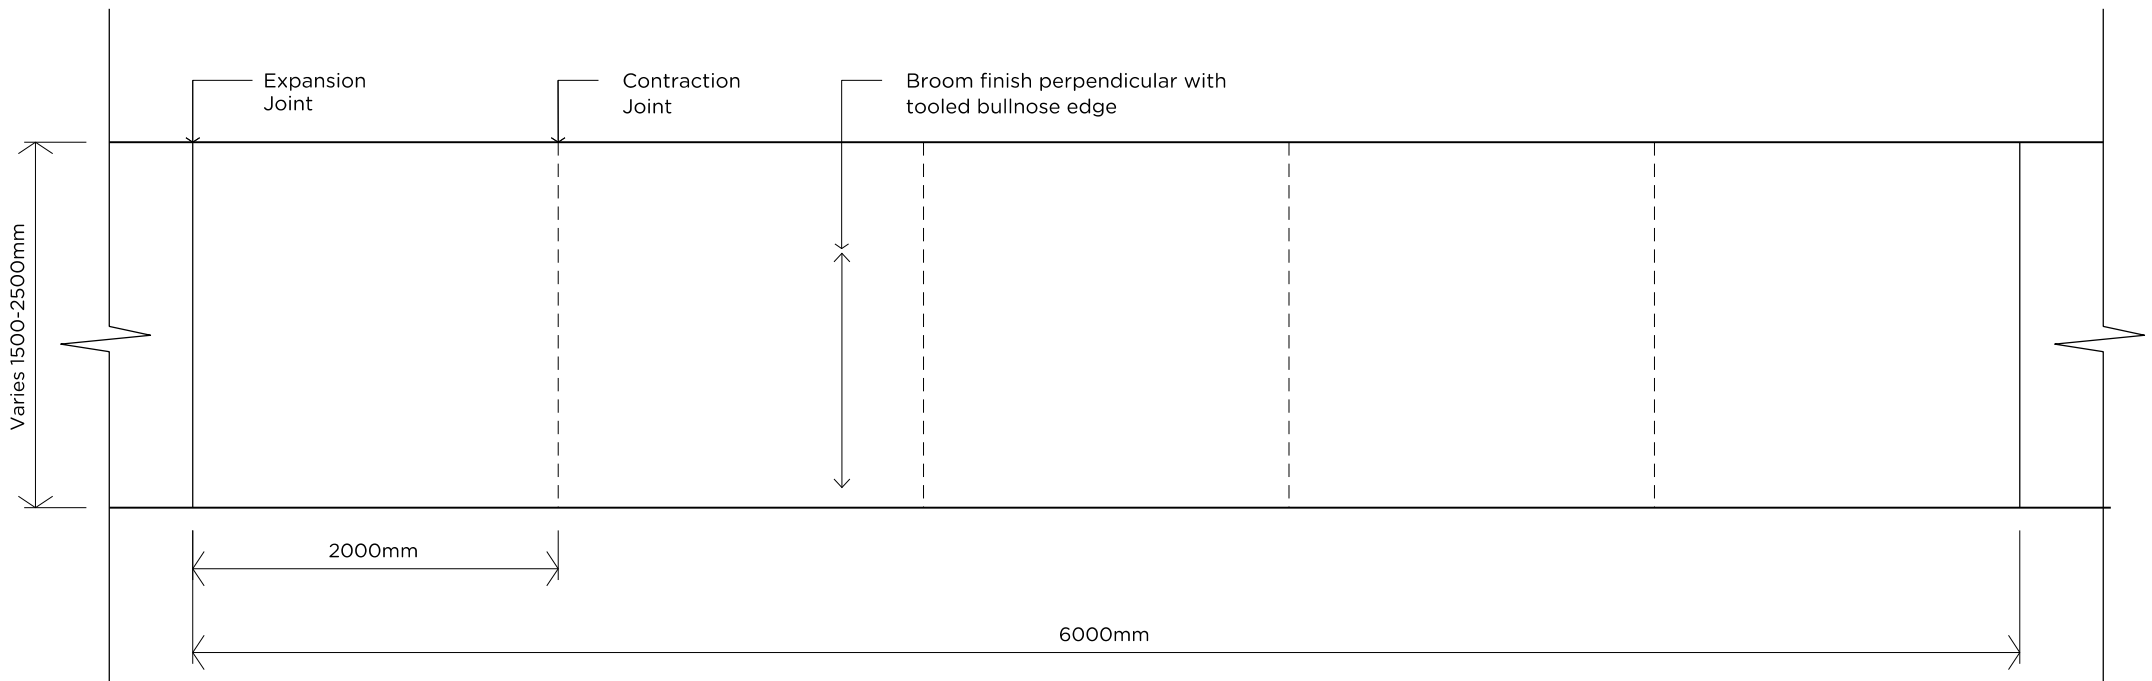 Expansion
Joint
Contraction
Joint
Broom finish perpendicular with
tooled bullnose edge
Varies 1500-2500mm
2000mm
6000mm